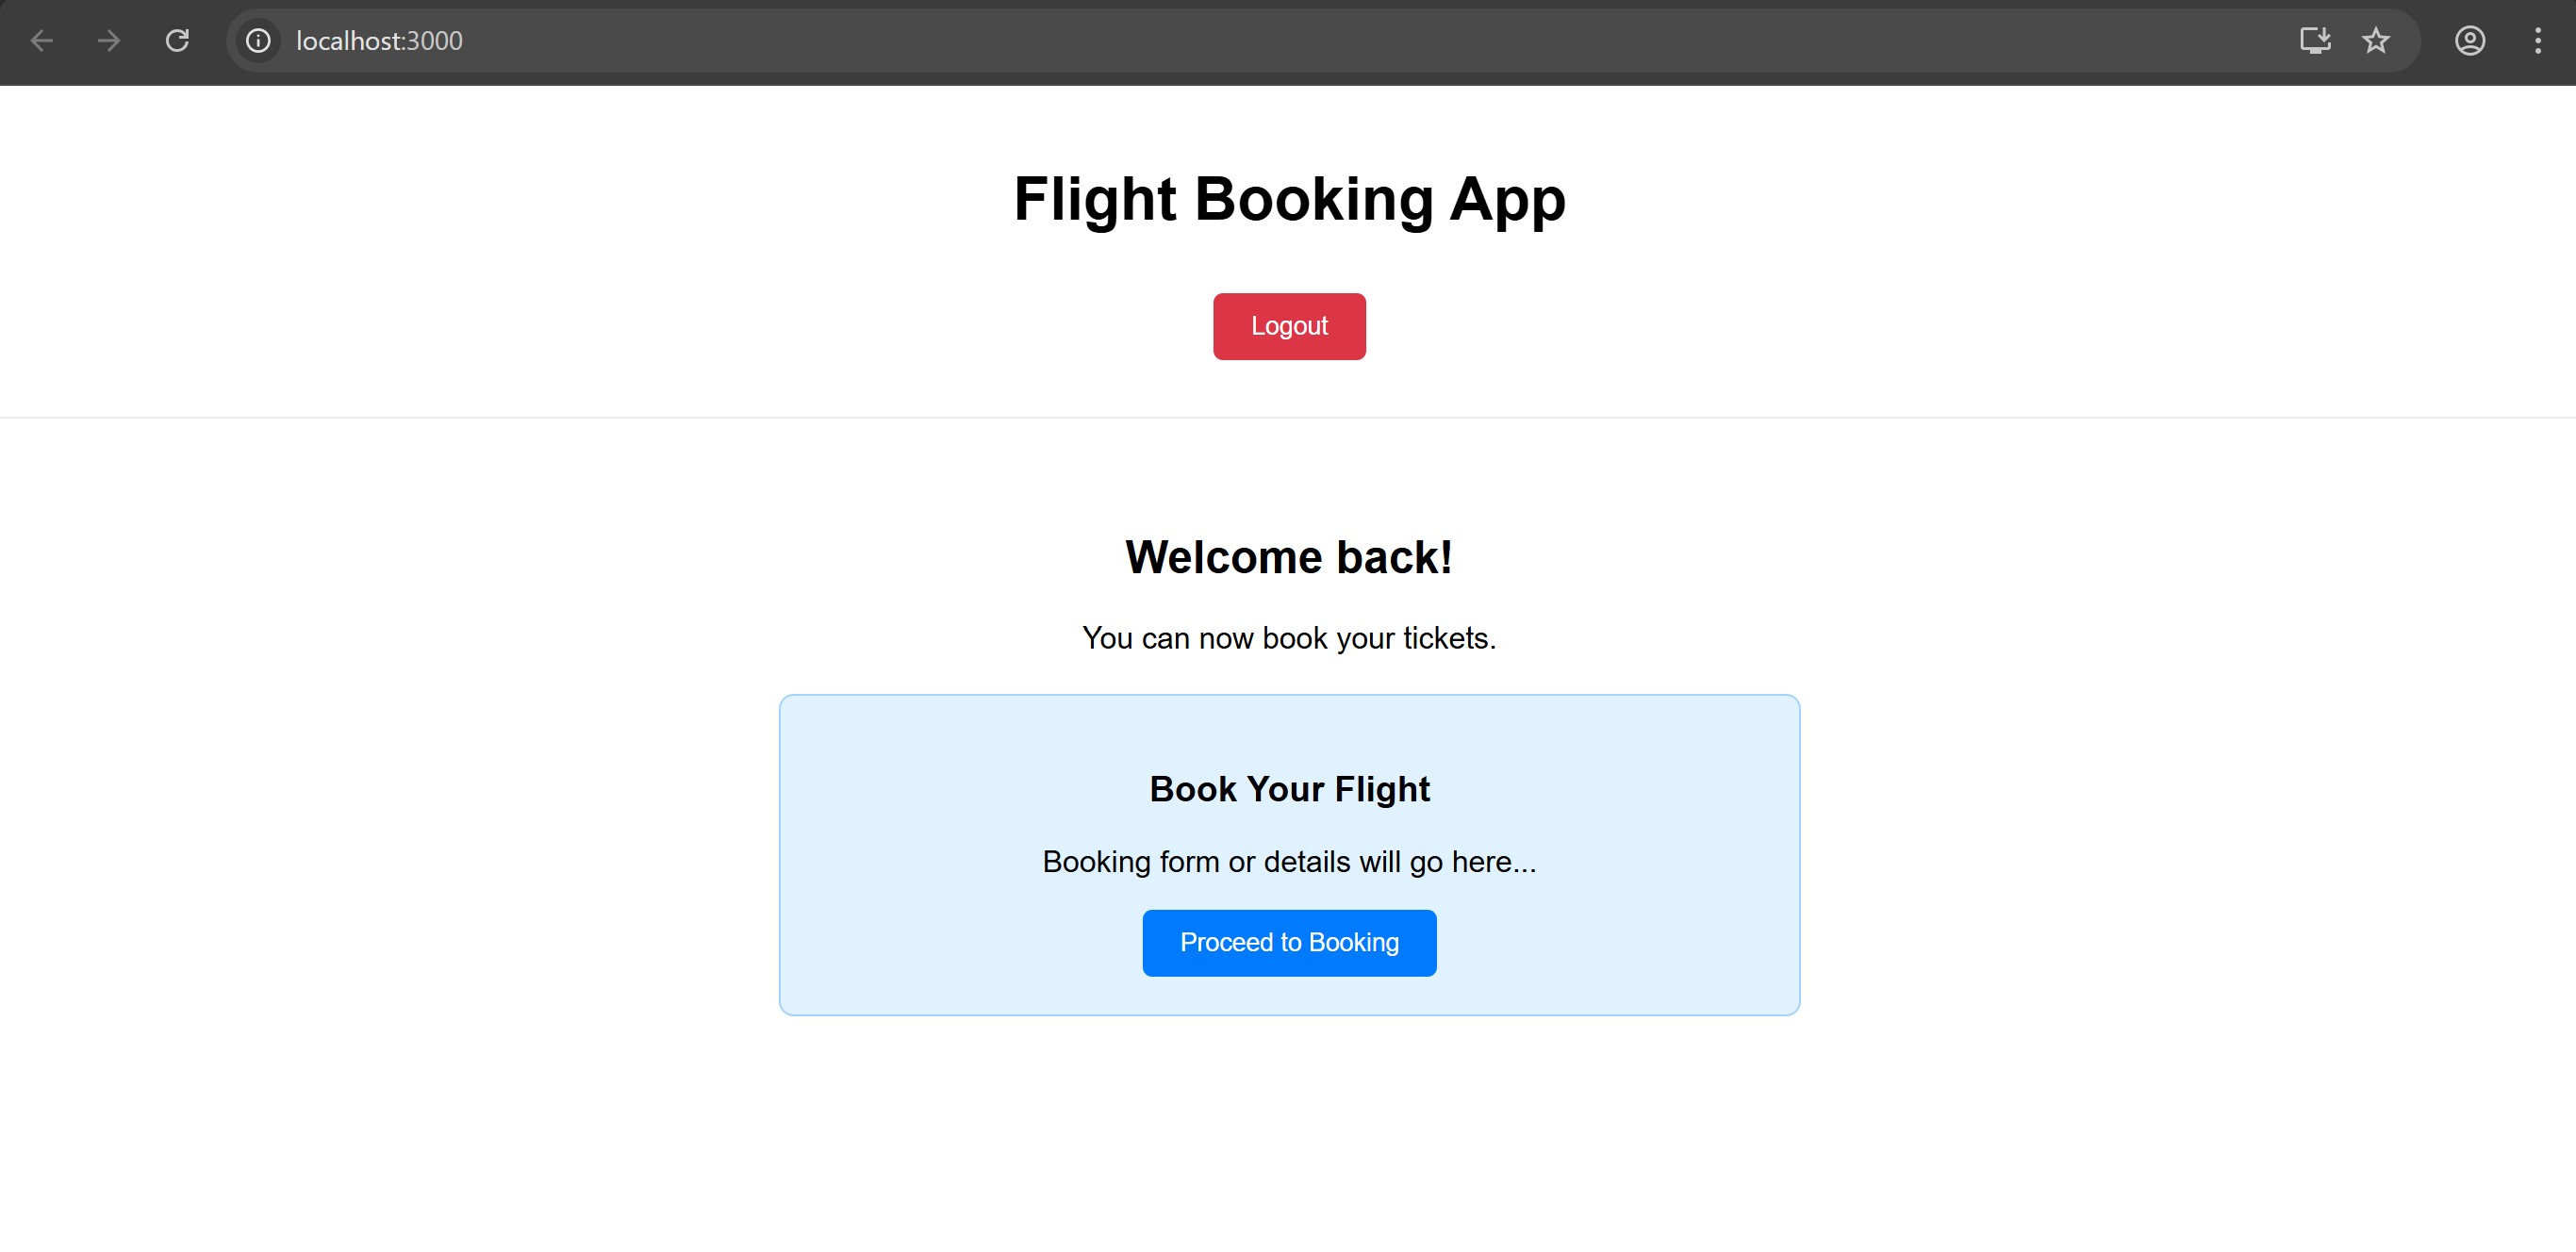 localhost:3000
Flight Booking App
Logout
Welcome back!
You can now book your tickets.
Book Your Flight
Booking form or details will go here...
Proceed to Booking